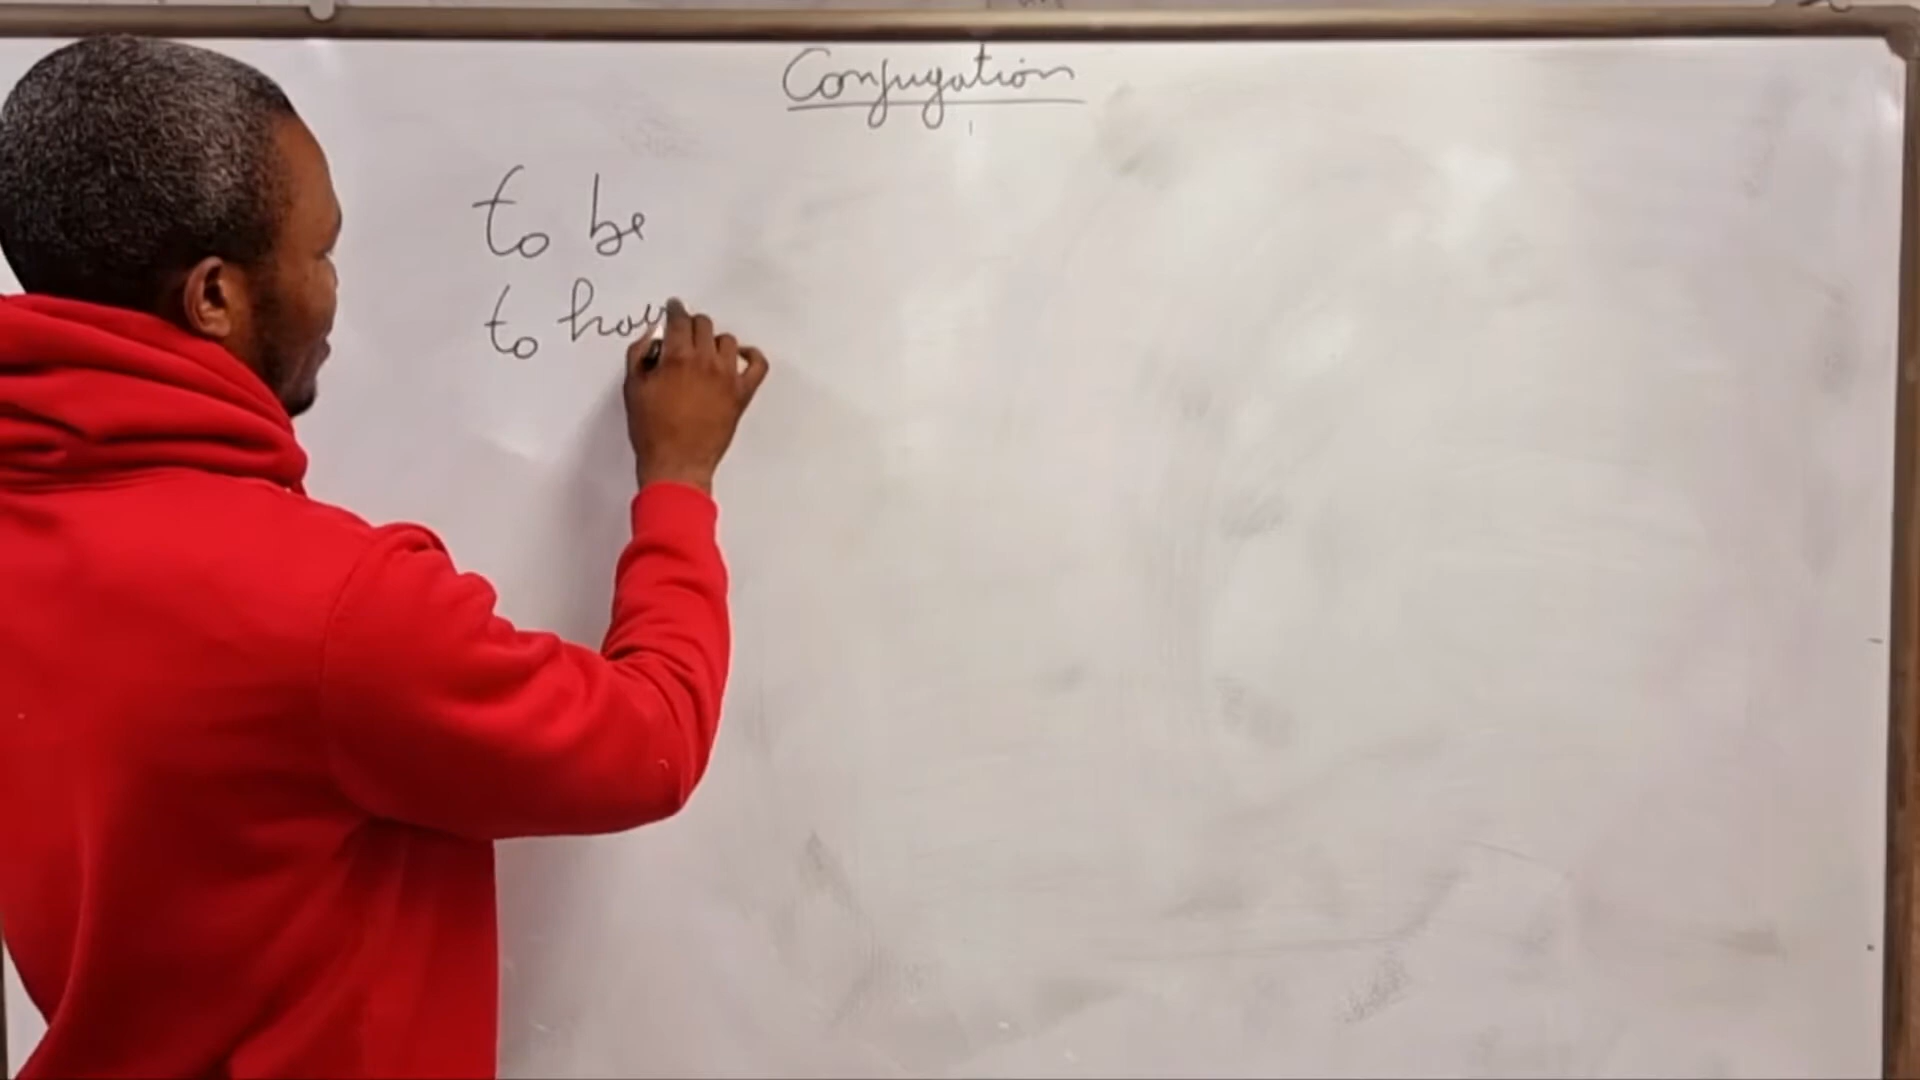 Conjugation
to be
to hav